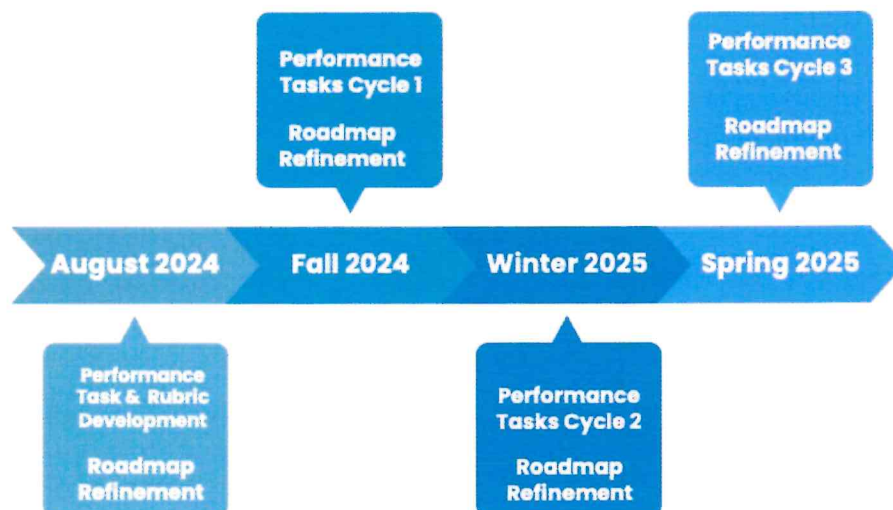 Performance
Tasks Cycle 1
Roadmap
Refinement
Performance
Tasks Cycle 3
Roadmap
Refinement
August 2024
Fall 2024
Winter 2025
Spring 2025
Performance
Task & Rubric
Development
Roadmap
Refinement
Performance
Tasks Cycle 2
Roadmap
Refinement